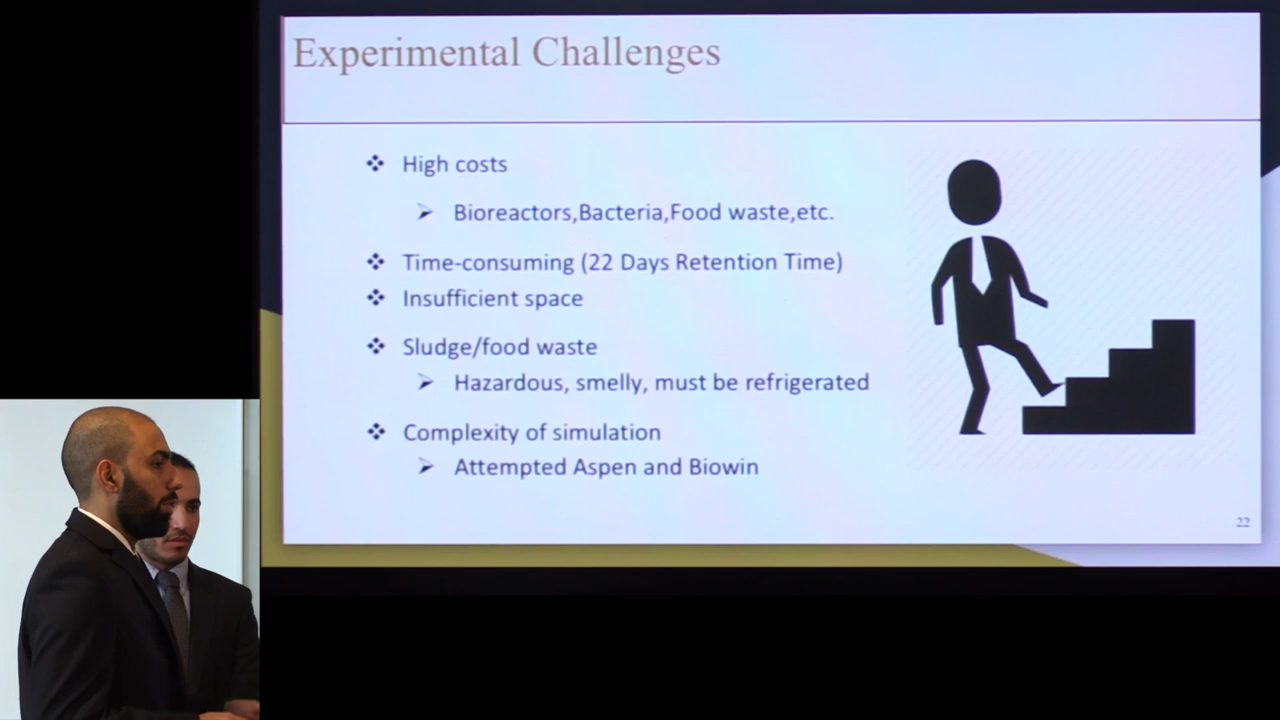 Experimental Challenges
High costs
Bioreactors,Bacteria,Food waste,etc.
Time-consuming (22 Days Retention Time)
Insufficient space
Sludge/food waste
Hazardous, smelly, must be refrigerated
Complexity of simulation
Attempted Aspen and Biowin
22